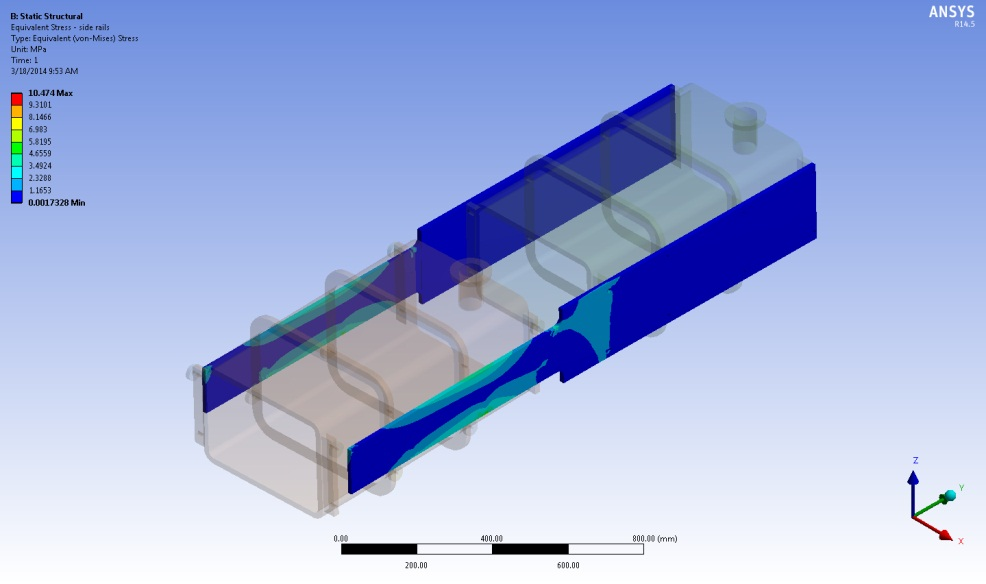 B: Static Structural
Equivalent Stress - side rails
Type: Equivalent (von-Mises) Stress
Unit: MPa
Time: 1
3/18/2014 9:53 AM
10.474 Max
9.3101
8.1466
6.983
5.8195
4.6559
3.4924
2.3288
1.1653
0.0017328 Min
ANSYS
R14.5
Z
Y
X
0.00 400.00 800.00 (mm)
200.00 600.00